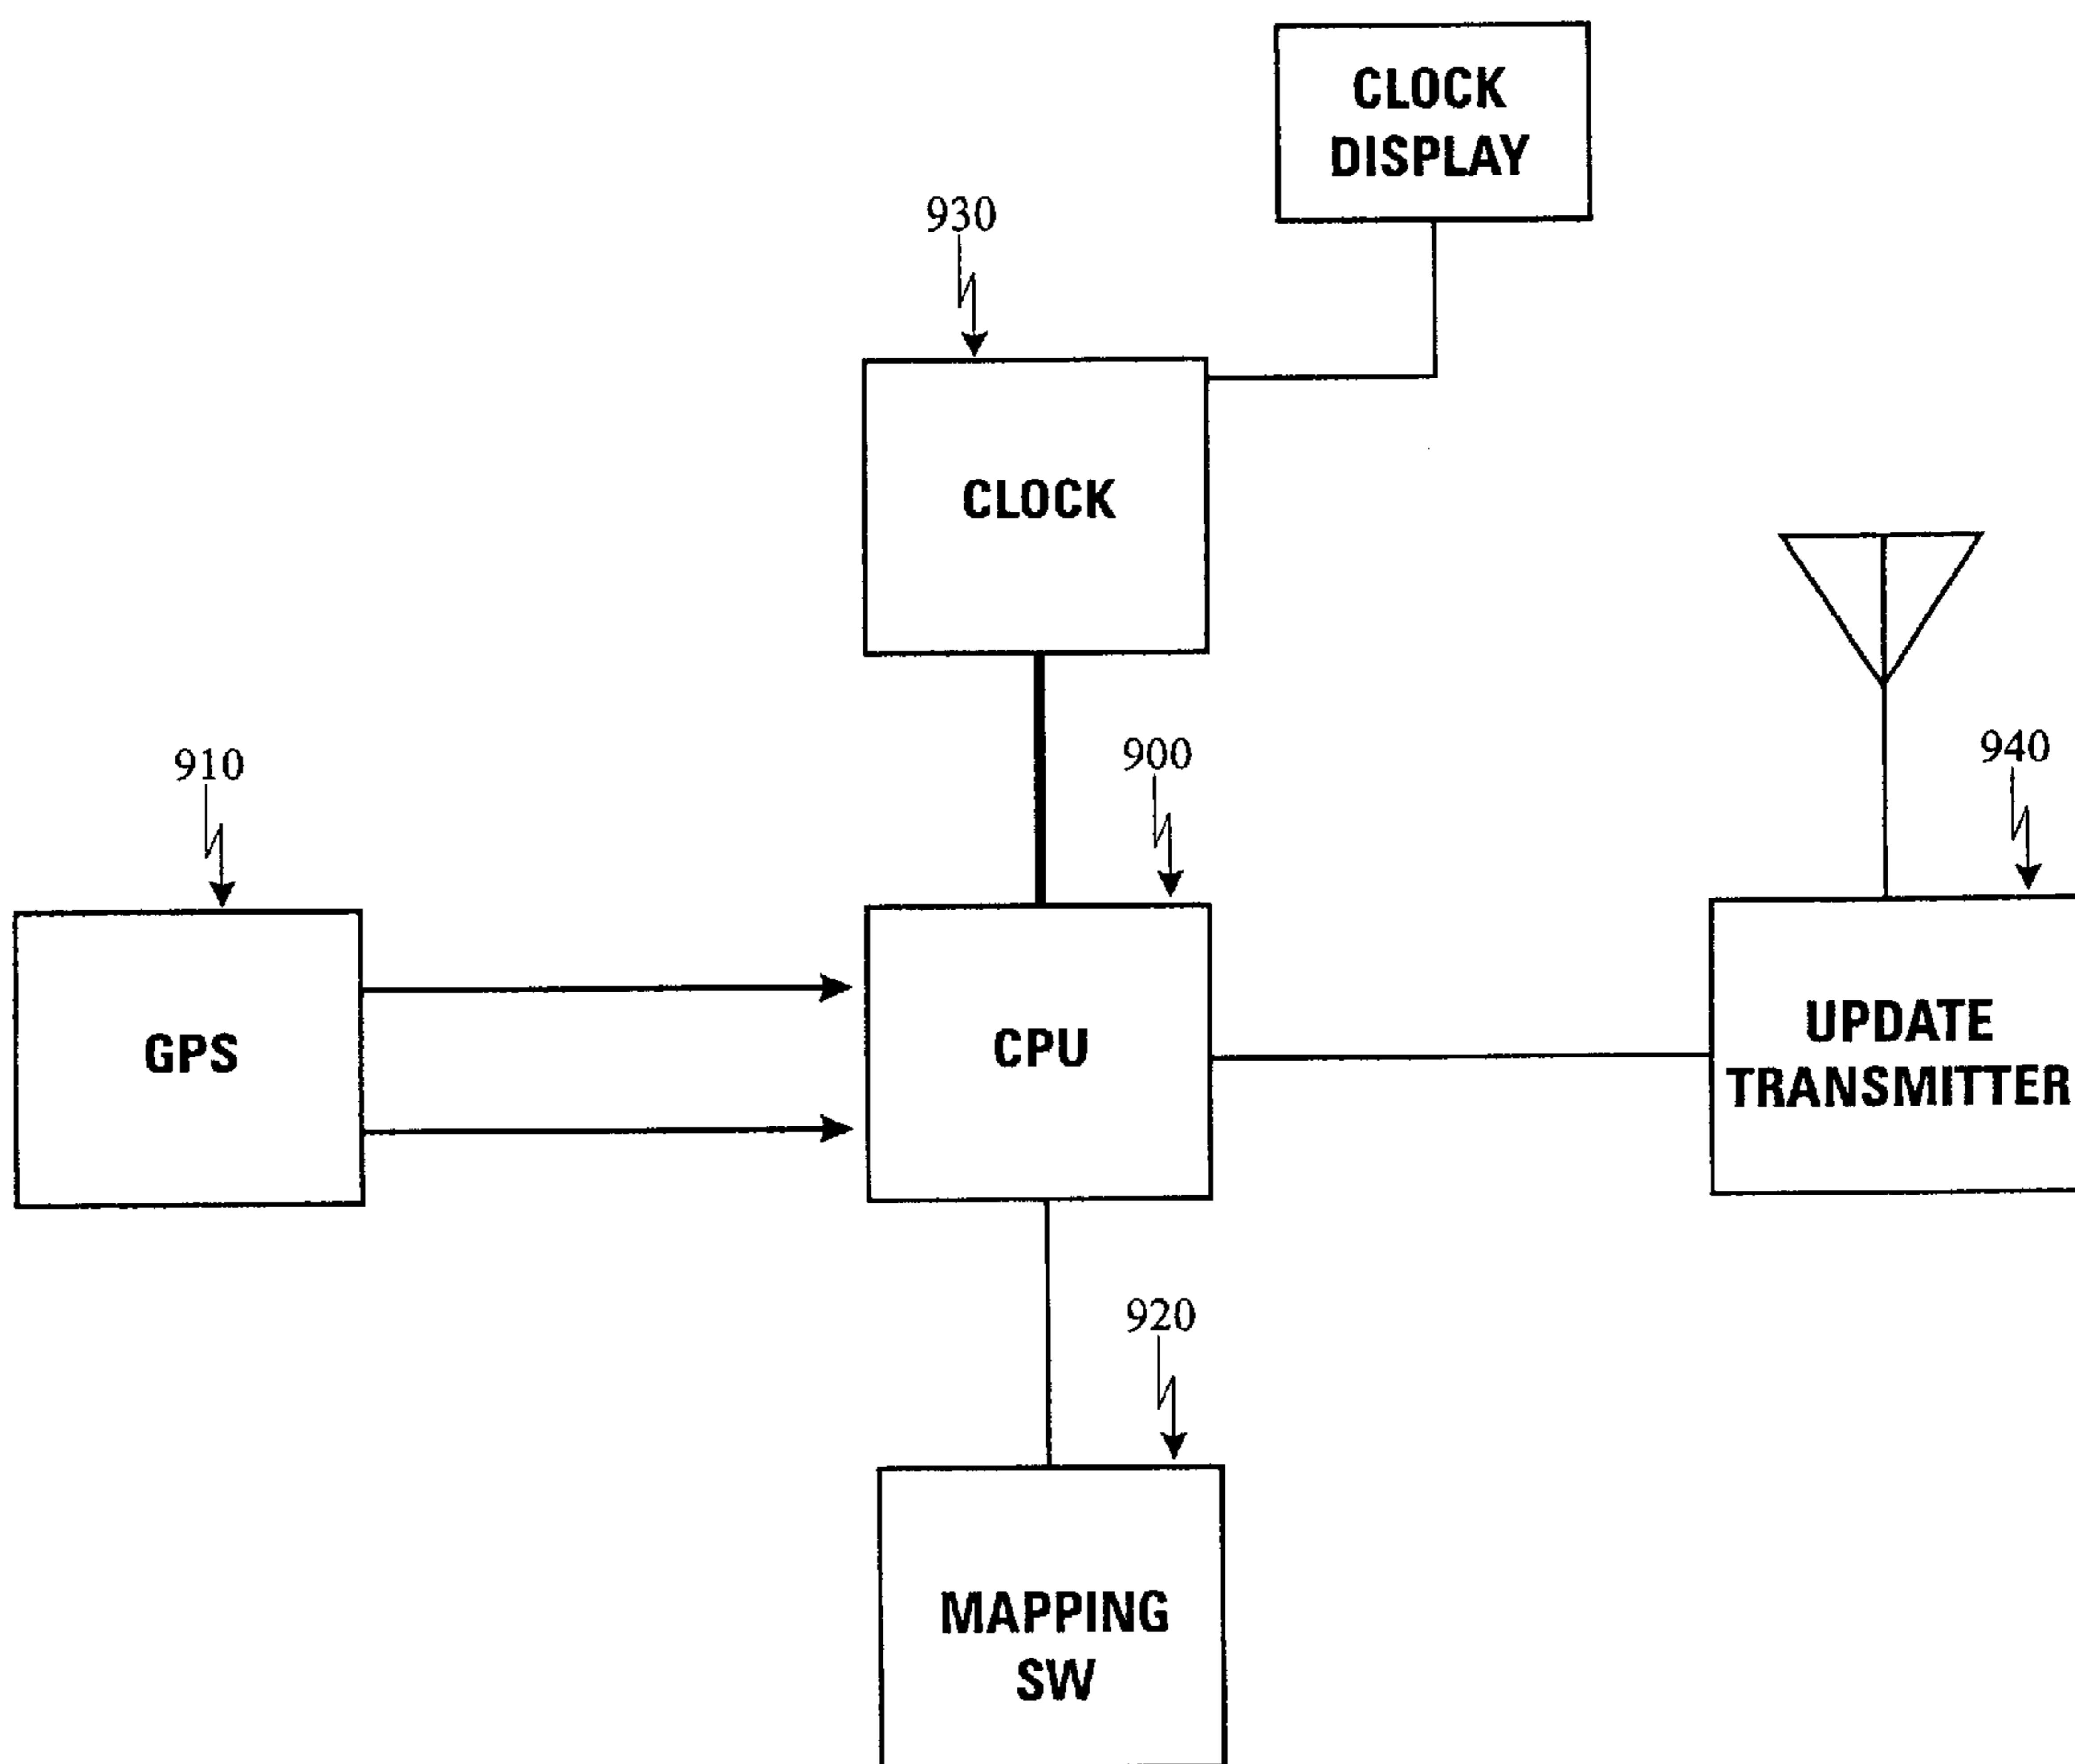 CLOCK
DISPLAY
930
CLOCK
910
900
940
GPS
CPU
UPDATE
TRANSMITTER
920
MAPPING
SW